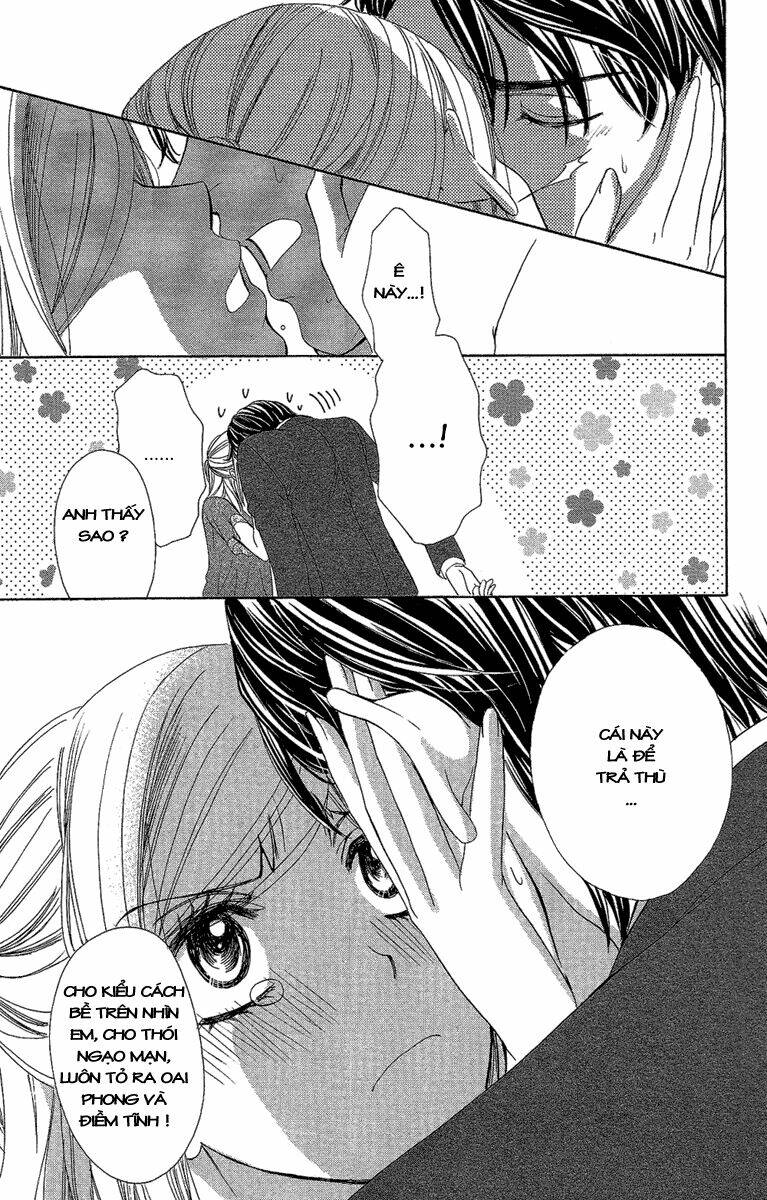 Ê
NÀY...!
...!
......
ANH THẤY
SAO ?
CÁI NÀY
LÀ ĐỂ
TRẢ THÙ
...
CHO KIỂU CÁCH
BỀ TRÊN NHÌN
EM, CHO THÓI
NGẠO MẠN,
LUÔN TỎ RA OAI
PHONG VÀ
ĐIỀM TĨNH !